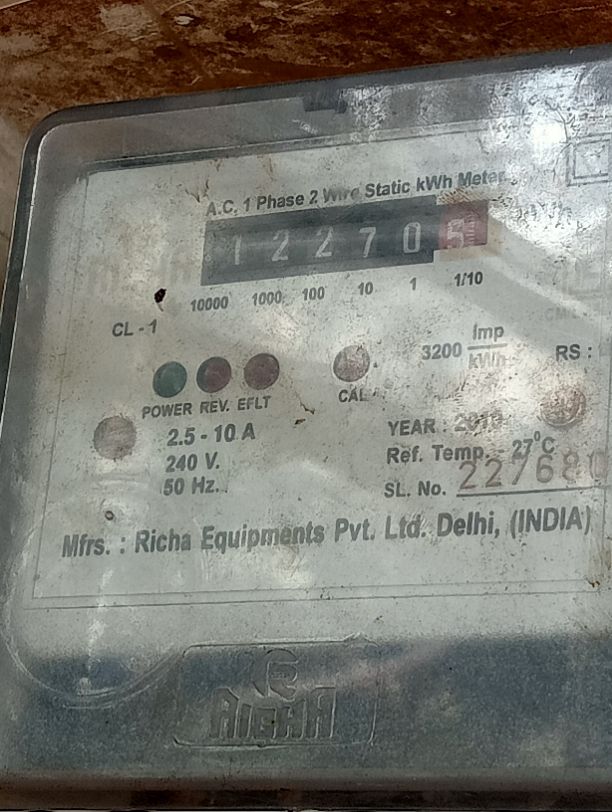 A.C. 1 Phase 2 Wire Static kWh Meter
1 2 2 7 0 5
10000 1000 100 10 1 1/10
CL - 1
3200 Imp/kWh
RS :
POWER REV. EFLT
CAL
2.5 - 10 A
240 V.
50 Hz.
YEAR : 2010
Ref. Temp. 27°C
SL. No. 227680
Mfrs. : Richa Equipments Pvt. Ltd. Delhi, (INDIA)
RICHA